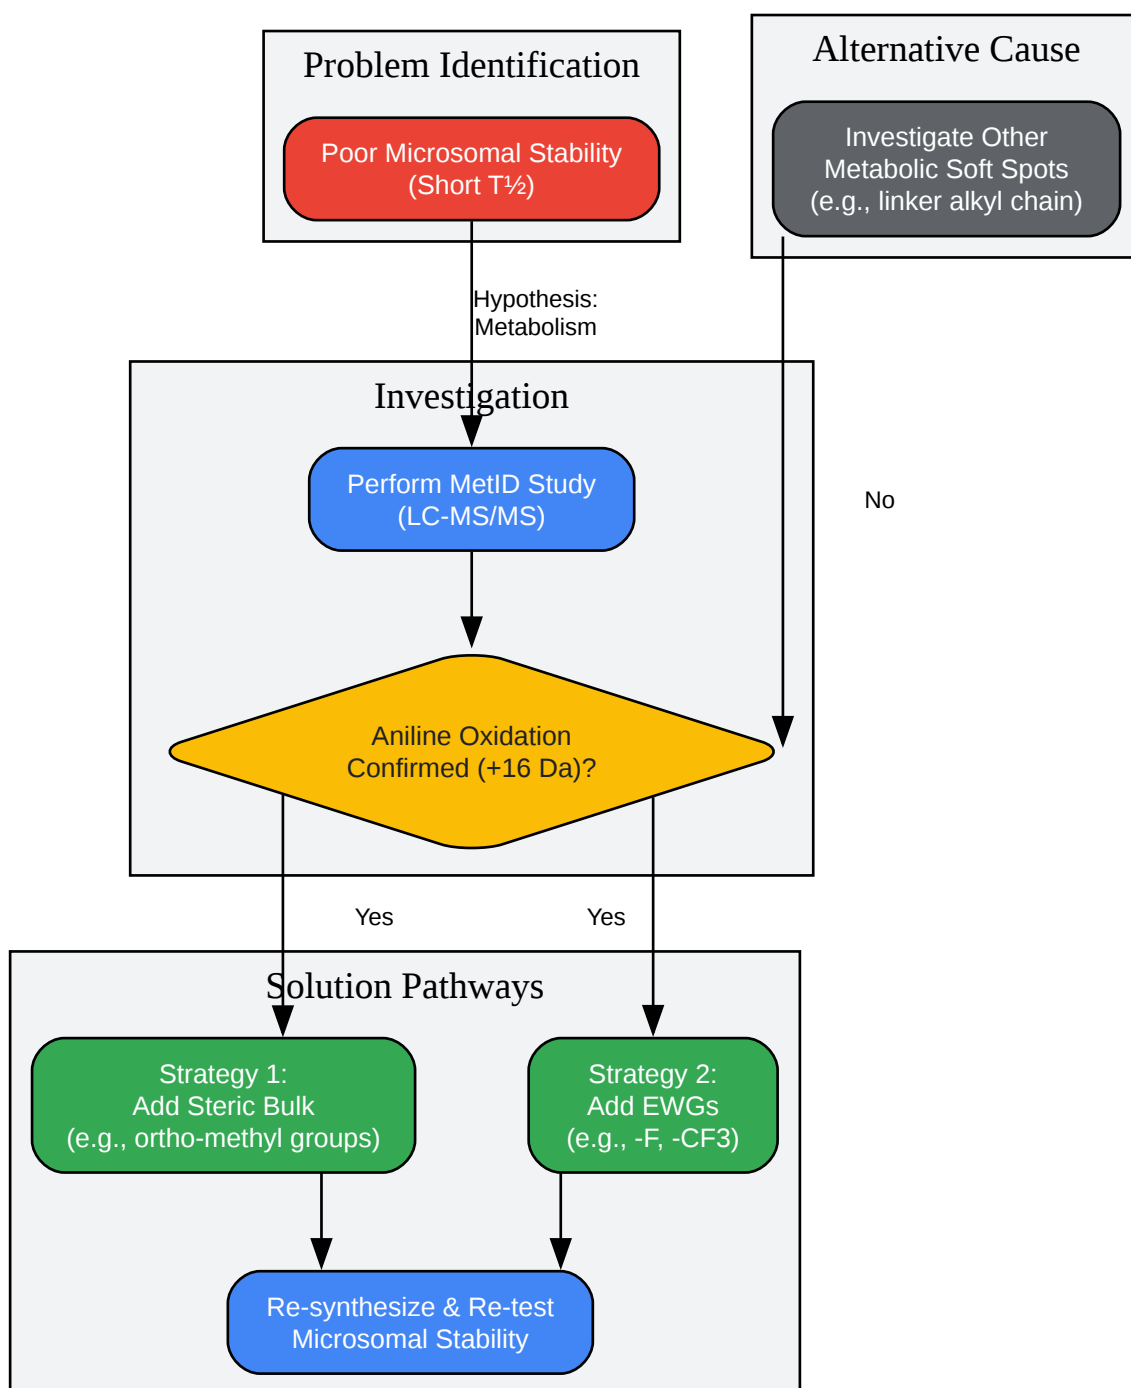 Problem Identification
Poor Microsomal Stability
(Short T½)
Alternative Cause
Investigate Other
Metabolic Soft Spots
(e.g., linker alkyl chain)
Hypothesis:
Metabolism
Investigation
Perform MetID Study
(LC-MS/MS)
No
Aniline Oxidation
Confirmed (+16 Da)?
Yes
Yes
Solution Pathways
Strategy 1:
Add Steric Bulk
(e.g., ortho-methyl groups)
Strategy 2:
Add EWGs
(e.g., -F, -CF3)
Re-synthesize & Re-test
Microsomal Stability